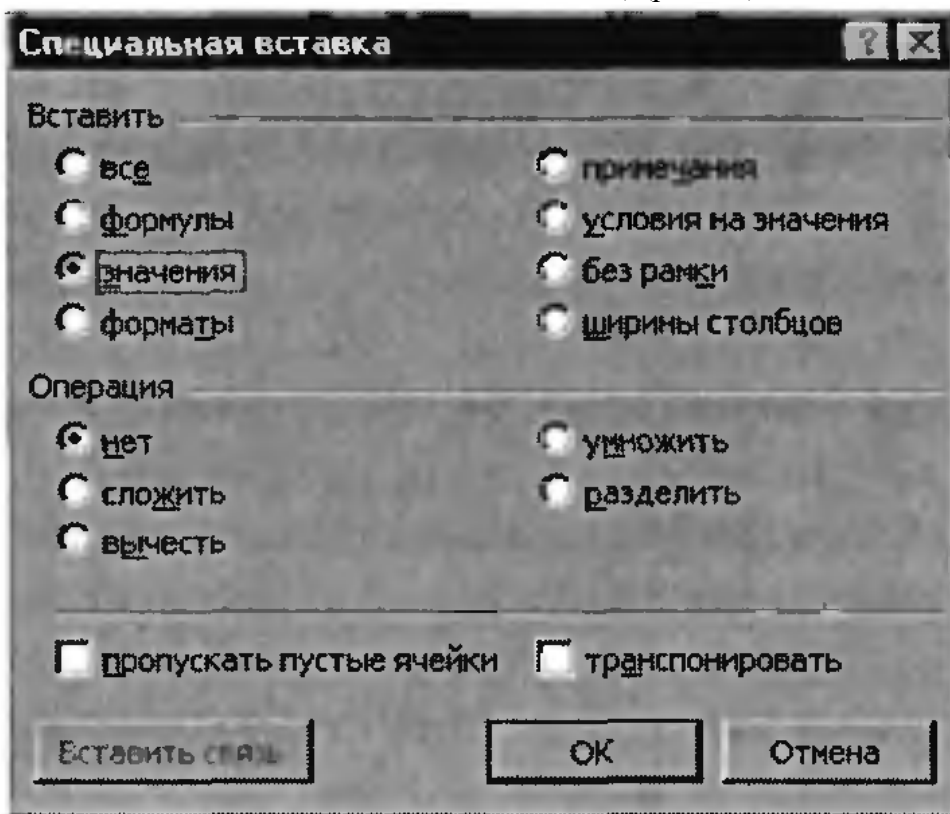 Специальная вставка
Вставить
все
формулы
значения
форматы
примечания
условия на значения
без рамки
ширины столбцов
Операция
нет
сложить
вычесть
умножить
разделить
пропускать пустые ячейки
транспонировать
Вставить связь
ОК
Отмена